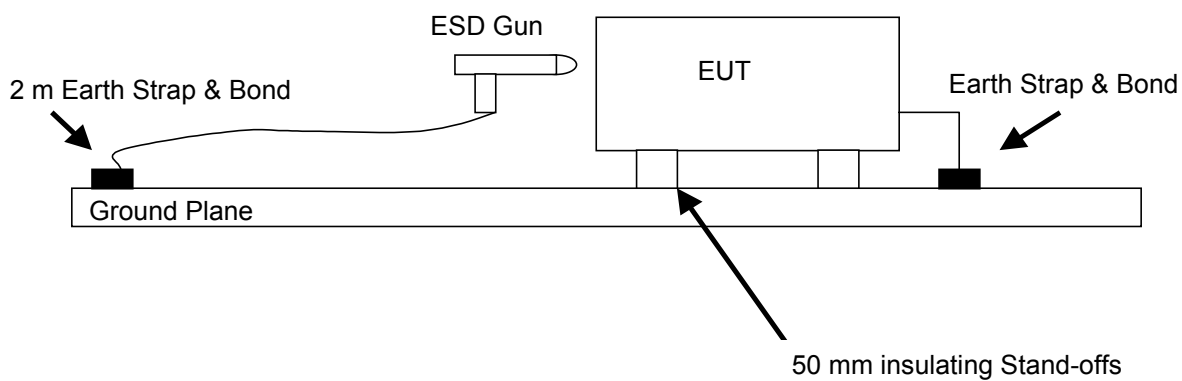 ESD Gun
EUT
2 m Earth Strap & Bond
Earth Strap & Bond
Ground Plane
50 mm insulating Stand-offs